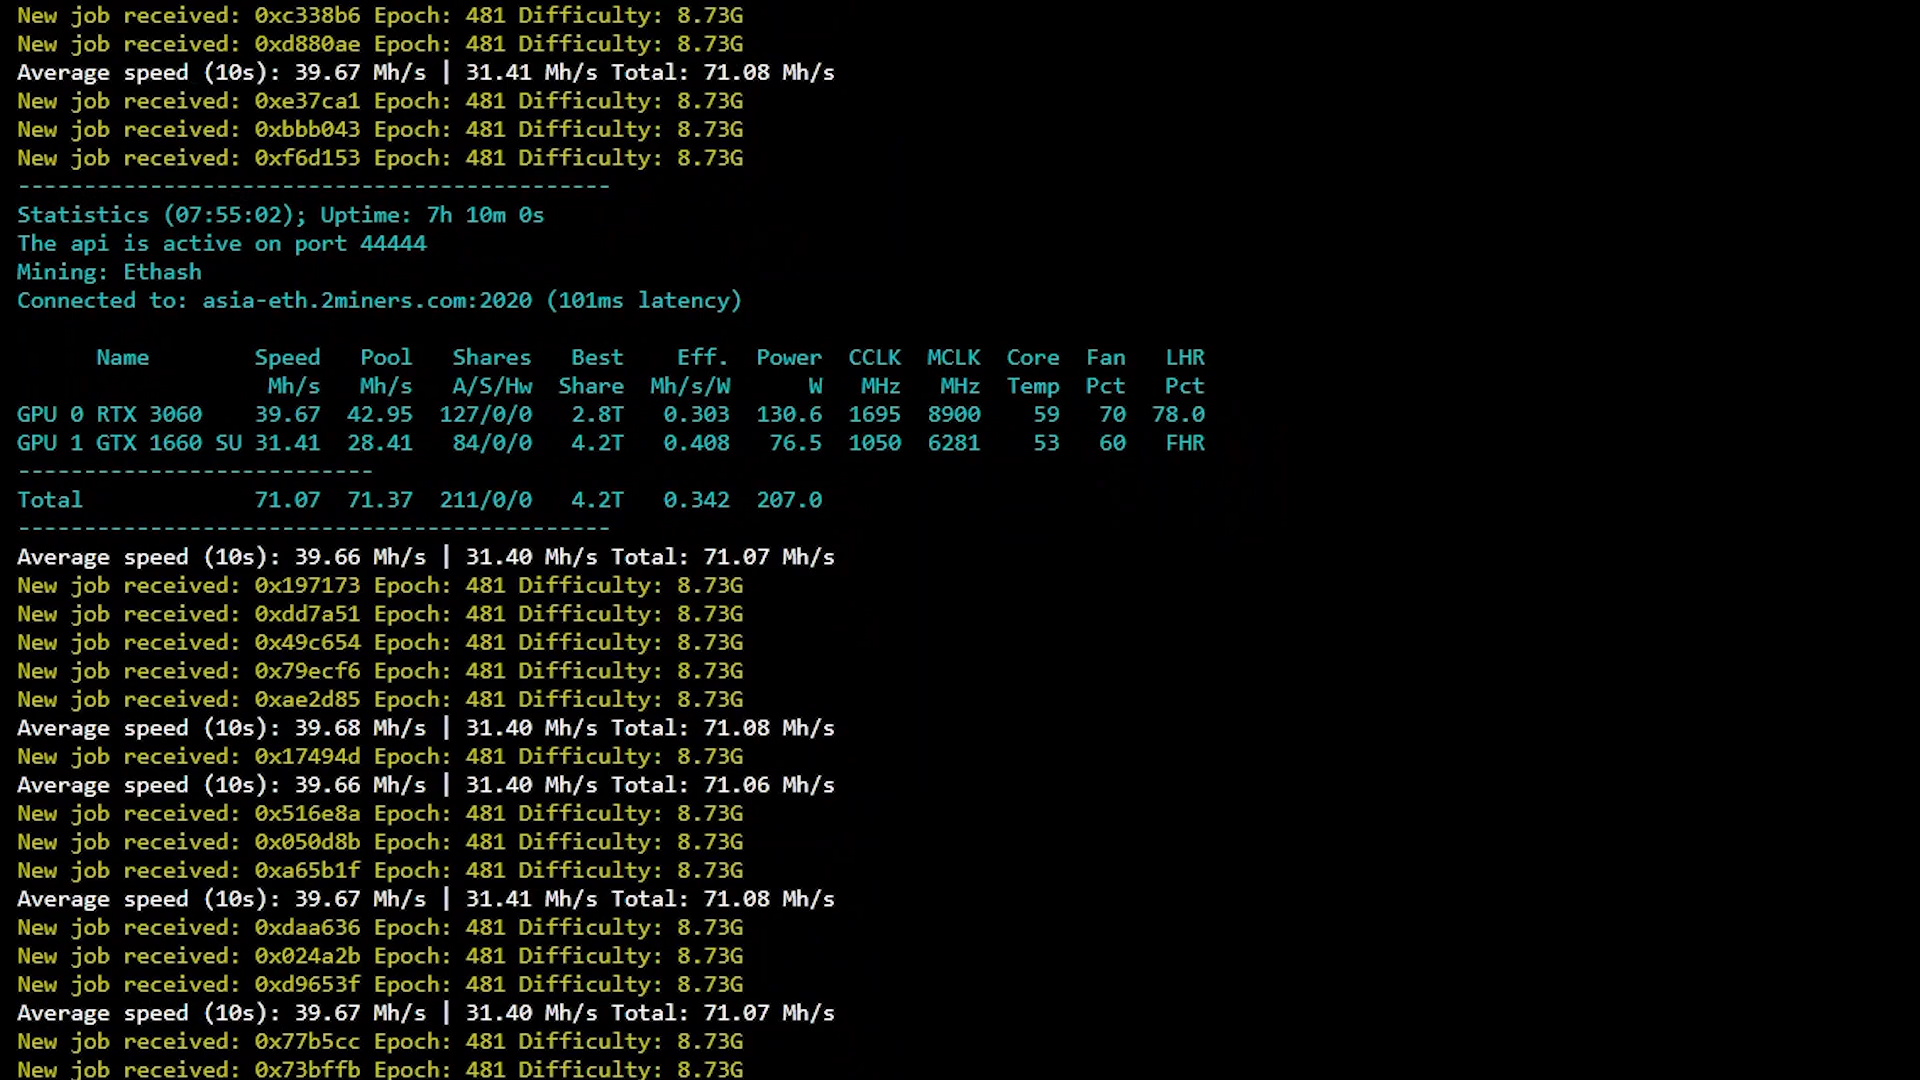 New job received: 0xc338b6 Epoch: 481 Difficulty: 8.73G
New job received: 0xd880ae Epoch: 481 Difficulty: 8.73G
Average speed (10s): 39.67 Mh/s | 31.41 Mh/s Total: 71.08 Mh/s
New job received: 0xe37ca1 Epoch: 481 Difficulty: 8.73G
New job received: 0xbbb043 Epoch: 481 Difficulty: 8.73G
New job received: 0xf6d153 Epoch: 481 Difficulty: 8.73G
---------------------------------------------
Statistics (07:55:02); Uptime: 7h 10m 0s
The api is active on port 44444
Mining: Ethash
Connected to: asia-eth.2miners.com:2020 (101ms latency)
Name Speed Pool Shares Best Eff. Power CCLK MCLK Core Fan LHR
Mh/s Mh/s A/S/Hw Share Mh/s/W W MHz MHz Temp Pct Pct
GPU 0 RTX 3060 39.67 42.95 127/0/0 2.8T 0.303 130.6 1695 8900 59 70 78.0
GPU 1 GTX 1660 SU 31.41 28.41 84/0/0 4.2T 0.408 76.5 1050 6281 53 60 FHR
---------------------------
Total 71.07 71.37 211/0/0 4.2T 0.342 207.0
---------------------------------------------
Average speed (10s): 39.66 Mh/s | 31.40 Mh/s Total: 71.07 Mh/s
New job received: 0x197173 Epoch: 481 Difficulty: 8.73G
New job received: 0xdd7a51 Epoch: 481 Difficulty: 8.73G
New job received: 0x49c654 Epoch: 481 Difficulty: 8.73G
New job received: 0x79ecf6 Epoch: 481 Difficulty: 8.73G
New job received: 0xae2d85 Epoch: 481 Difficulty: 8.73G
Average speed (10s): 39.68 Mh/s | 31.40 Mh/s Total: 71.08 Mh/s
New job received: 0x17494d Epoch: 481 Difficulty: 8.73G
Average speed (10s): 39.66 Mh/s | 31.40 Mh/s Total: 71.06 Mh/s
New job received: 0x516e8a Epoch: 481 Difficulty: 8.73G
New job received: 0x050d8b Epoch: 481 Difficulty: 8.73G
New job received: 0xa65b1f Epoch: 481 Difficulty: 8.73G
Average speed (10s): 39.67 Mh/s | 31.41 Mh/s Total: 71.08 Mh/s
New job received: 0xdaa636 Epoch: 481 Difficulty: 8.73G
New job received: 0x024a2b Epoch: 481 Difficulty: 8.73G
New job received: 0xd9653f Epoch: 481 Difficulty: 8.73G
Average speed (10s): 39.67 Mh/s | 31.40 Mh/s Total: 71.07 Mh/s
New job received: 0x77b5cc Epoch: 481 Difficulty: 8.73G
New job received: 0x73bffb Epoch: 481 Difficulty: 8.73G